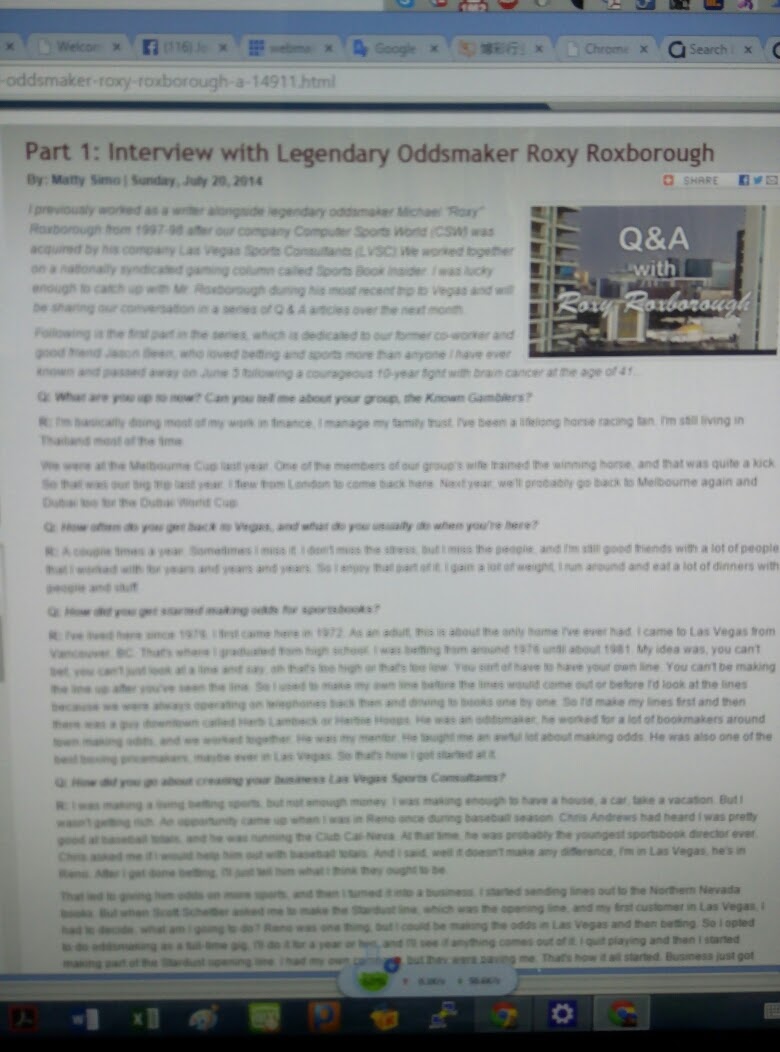 Welcom
(116)
webma
Google
博彩行
Chrome
Search
-oddsmaker-roxy-roxborough-a-14911.html
Part 1: Interview with Legendary Oddsmaker Roxy Roxborough
By: Matty Simo | Sunday, July 20, 2014
SHARE
I previously worked as a writer alongside legendary oddsmaker Michael "Roxy"
Roxborough from 1997-98 after our company Computer Sports World (CSW) was
acquired by his company Las Vegas Sports Consultants (LVSC). We worked together
on a nationally syndicated gaming column called Sports Book Insider. I was lucky
enough to catch up with Mr. Roxborough during his most recent trip to Vegas and will
be sharing our conversation in a series of Q & A articles over the next month.
Q&A
with
Roxy Roxborough
Following is the first part in the series, which is dedicated to our former co-worker and
good friend Jason Been, who loved betting and sports more than anyone I have ever
known and passed away on June 5 following a courageous 10-year fight with brain cancer at the age of 41.
Q: What are you up to now? Can you tell me about your group, the Known Gamblers?
R: I'm basically doing most of my work in finance, I manage my family trust. I've been a lifelong horse racing fan. I'm still living in
Thailand most of the time.
We were at the Melbourne Cup last year. One of the members of our group's wife trained the winning horse, and that was quite a kick.
So that was our big trip last year. I flew from London to come back here. Next year, we'll probably go back to Melbourne again and
Dubai too for the Dubai World Cup.
Q: How often do you get back to Vegas, and what do you usually do when you're here?
R: A couple times a year. Sometimes I miss it. I don't miss the stress, but I miss the people, and I'm still good friends with a lot of people
that I worked with for years and years and years. So I enjoy that part of it. I gain a lot of weight, I run around and eat a lot of dinners with
people and stuff.
Q: How did you get started making odds for sportsbooks?
R: I've lived here since 1976. I first came here in 1972. As an adult, this is about the only home I've ever had. I came to Las Vegas from
Vancouver, BC. That's where I graduated from high school. I was betting from around 1976 until about 1981. My idea was, you can't
bet, you can't just look at a line and say, oh that's too high or that's too low. You sort of have to have your own line. You can't be making
the line up after you've seen the line. So I used to make my own line before the lines would come out or before I'd look at the lines
because we were always operating on telephones back then and driving to books one by one. So I'd make my lines first and then
there was a guy downtown called Herb Lambeck or Herbie Hoops. He was an oddsmaker, he worked for a lot of bookmakers around
town making odds, and we worked together. He was my mentor. He taught me an awful lot about making odds. He was also one of the
best boxing pricemakers, maybe ever in Las Vegas. So that's how I got started at it.
Q: How did you go about creating your business Las Vegas Sports Consultants?
R: I was making a living betting sports, but not enough money. I was making enough to have a house, a car, take a vacation. But I
wasn't getting rich. An opportunity came up when I was in Reno once during baseball season. Chris Andrews had heard I was pretty
good at baseball totals, and he was running the Club Cal-Neva. At that time, he was probably the youngest sportsbook director ever.
Chris asked me if I would help him out with baseball totals. And I said, well it doesn't make any difference, I'm in Las Vegas, he's in
Reno. After I get done betting, I'll just tell him what I think they ought to be.
That led to giving him odds on more sports, and then I turned it into a business. I started sending lines out to the Northern Nevada
books. But when Scott Schettler asked me to make the Stardust line, which was the opening line, and my first customer in Las Vegas, I
had to decide, what am I going to do? Reno was one thing, but I could be making the odds in Las Vegas and then betting. So I opted
to do oddsmaking as a full-time gig, I'll do it for a year or two, and I'll see if anything comes out of it. I quit playing and then I started
making part of the Stardust opening line. I had my own but they were paying me. That's how it all started. Business just got